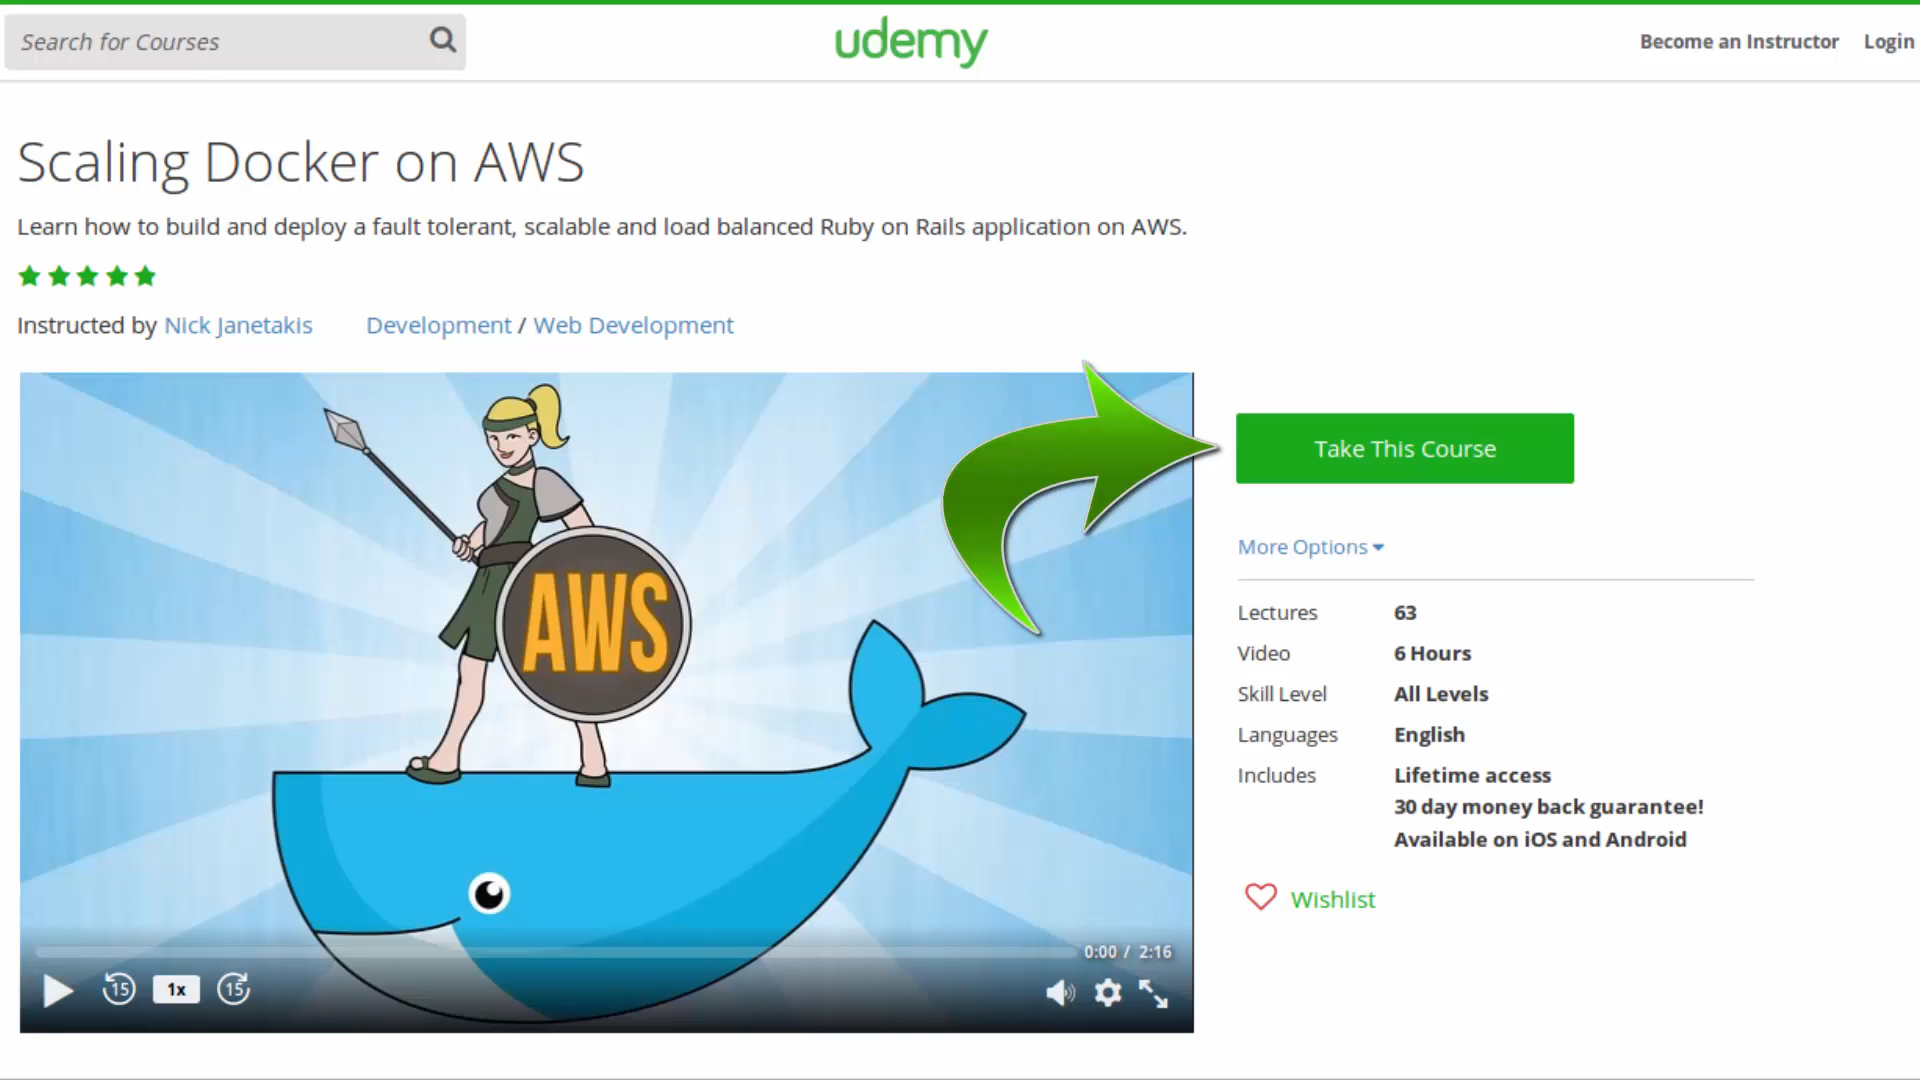 Search for Courses
udemy
Become an Instructor
Login
Scaling Docker on AWS
Learn how to build and deploy a fault tolerant, scalable and load balanced Ruby on Rails application on AWS.
Instructed by Nick Janetakis
Development / Web Development
AWS
0:00 / 2:16
15
1x
15
Take This Course
More Options
Lectures 63
Video 6 Hours
Skill Level All Levels
Languages English
Includes Lifetime access
30 day money back guarantee!
Available on iOS and Android
Wishlist